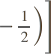 − 1/2 ) ]